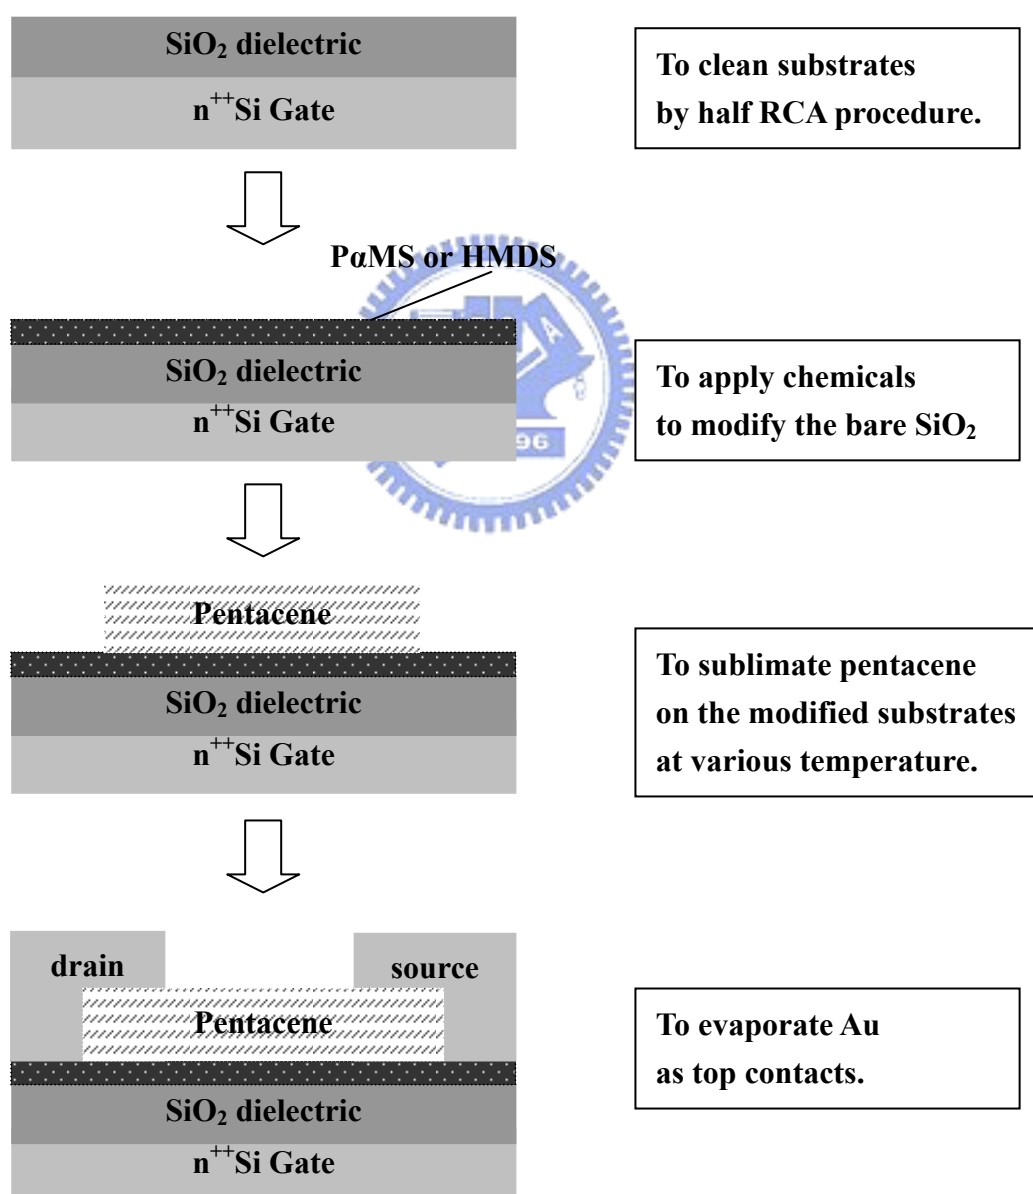 SiO₂ dielectric
n⁺⁺Si Gate
To clean substrates
by half RCA procedure.
PαMS or HMDS
SiO₂ dielectric
n⁺⁺Si Gate
To apply chemicals
to modify the bare SiO₂
96
Pentacene
SiO₂ dielectric
n⁺⁺Si Gate
To sublimate pentacene
on the modified substrates
at various temperature.
drain
source
Pentacene
SiO₂ dielectric
n⁺⁺Si Gate
To evaporate Au
as top contacts.